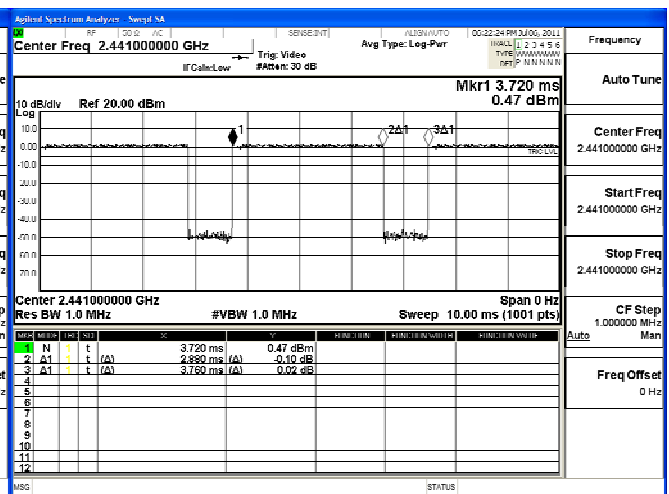 Agilent Spectrum Analyzer - Swept SA
RF 50 Ω AC SENSE:INT ALIGN AUTO 06:22:24 PM Jul 06, 2011
Center Freq 2.441000000 GHz
Trig: Video
IFGain:Low #Atten: 30 dB
Avg Type: Log-Pwr
TRACE 1 2 3 4 5 6
TYPE WWWWWW
DET P N N N N N
Frequency
Auto Tune
Mkr1 3.720 ms
0.47 dBm
10 dB/div Ref 20.00 dBm
Log
10.0
0.00
-10.0
-20.0
-30.0
-40.0
-50.0
-60.0
-70.0
1
2Δ1
3Δ1
TRIG LVL
Center Freq
2.441000000 GHz
Start Freq
2.441000000 GHz
Stop Freq
2.441000000 GHz
CF Step
1.000000 MHz
Auto Man
Freq Offset
0 Hz
Center 2.441000000 GHz Span 0 Hz
Res BW 1.0 MHz #VBW 1.0 MHz Sweep 10.00 ms (1001 pts)
MKR MODE TRC SCL X Y FUNCTION FUNCTION WIDTH FUNCTION VALUE
1 N 1 t 3.720 ms 0.47 dBm
2 Δ1 1 t (Δ) 2.880 ms (Δ) -0.10 dB
3 Δ1 1 t (Δ) 3.760 ms (Δ) 0.02 dB
4
5
6
7
8
9
10
11
12
MSG STATUS